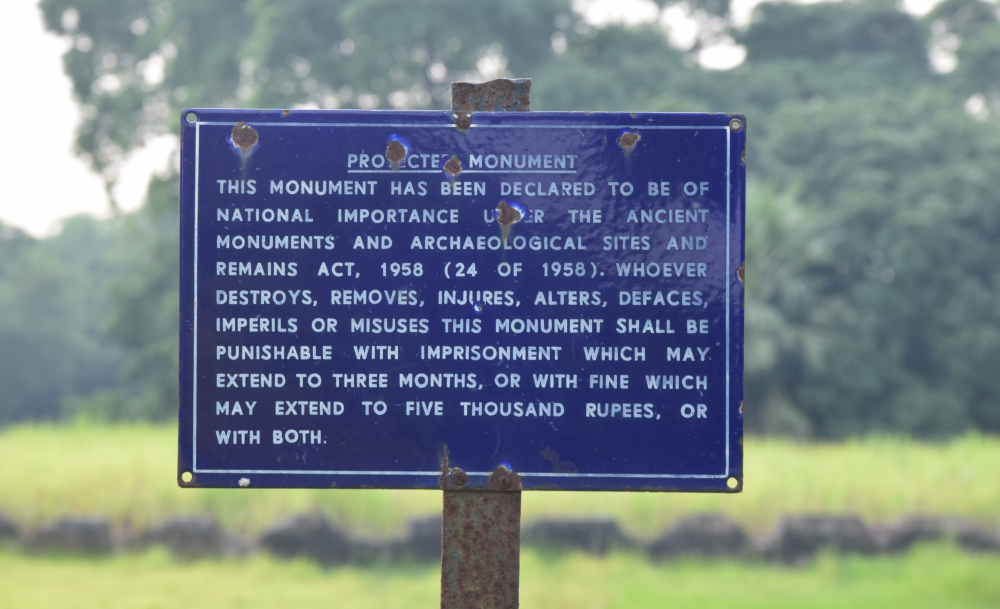 PROTECTED MONUMENT
THIS MONUMENT HAS BEEN DECLARED TO BE OF
NATIONAL IMPORTANCE UNDER THE ANCIENT
MONUMENTS AND ARCHAEOLOGICAL SITES AND
REMAINS ACT, 1958 (24 OF 1958). WHOEVER
DESTROYS, REMOVES, INJURES, ALTERS, DEFACES,
IMPERILS OR MISUSES THIS MONUMENT SHALL BE
PUNISHABLE WITH IMPRISONMENT WHICH MAY
EXTEND TO THREE MONTHS, OR WITH FINE WHICH
MAY EXTEND TO FIVE THOUSAND RUPEES, OR
WITH BOTH.